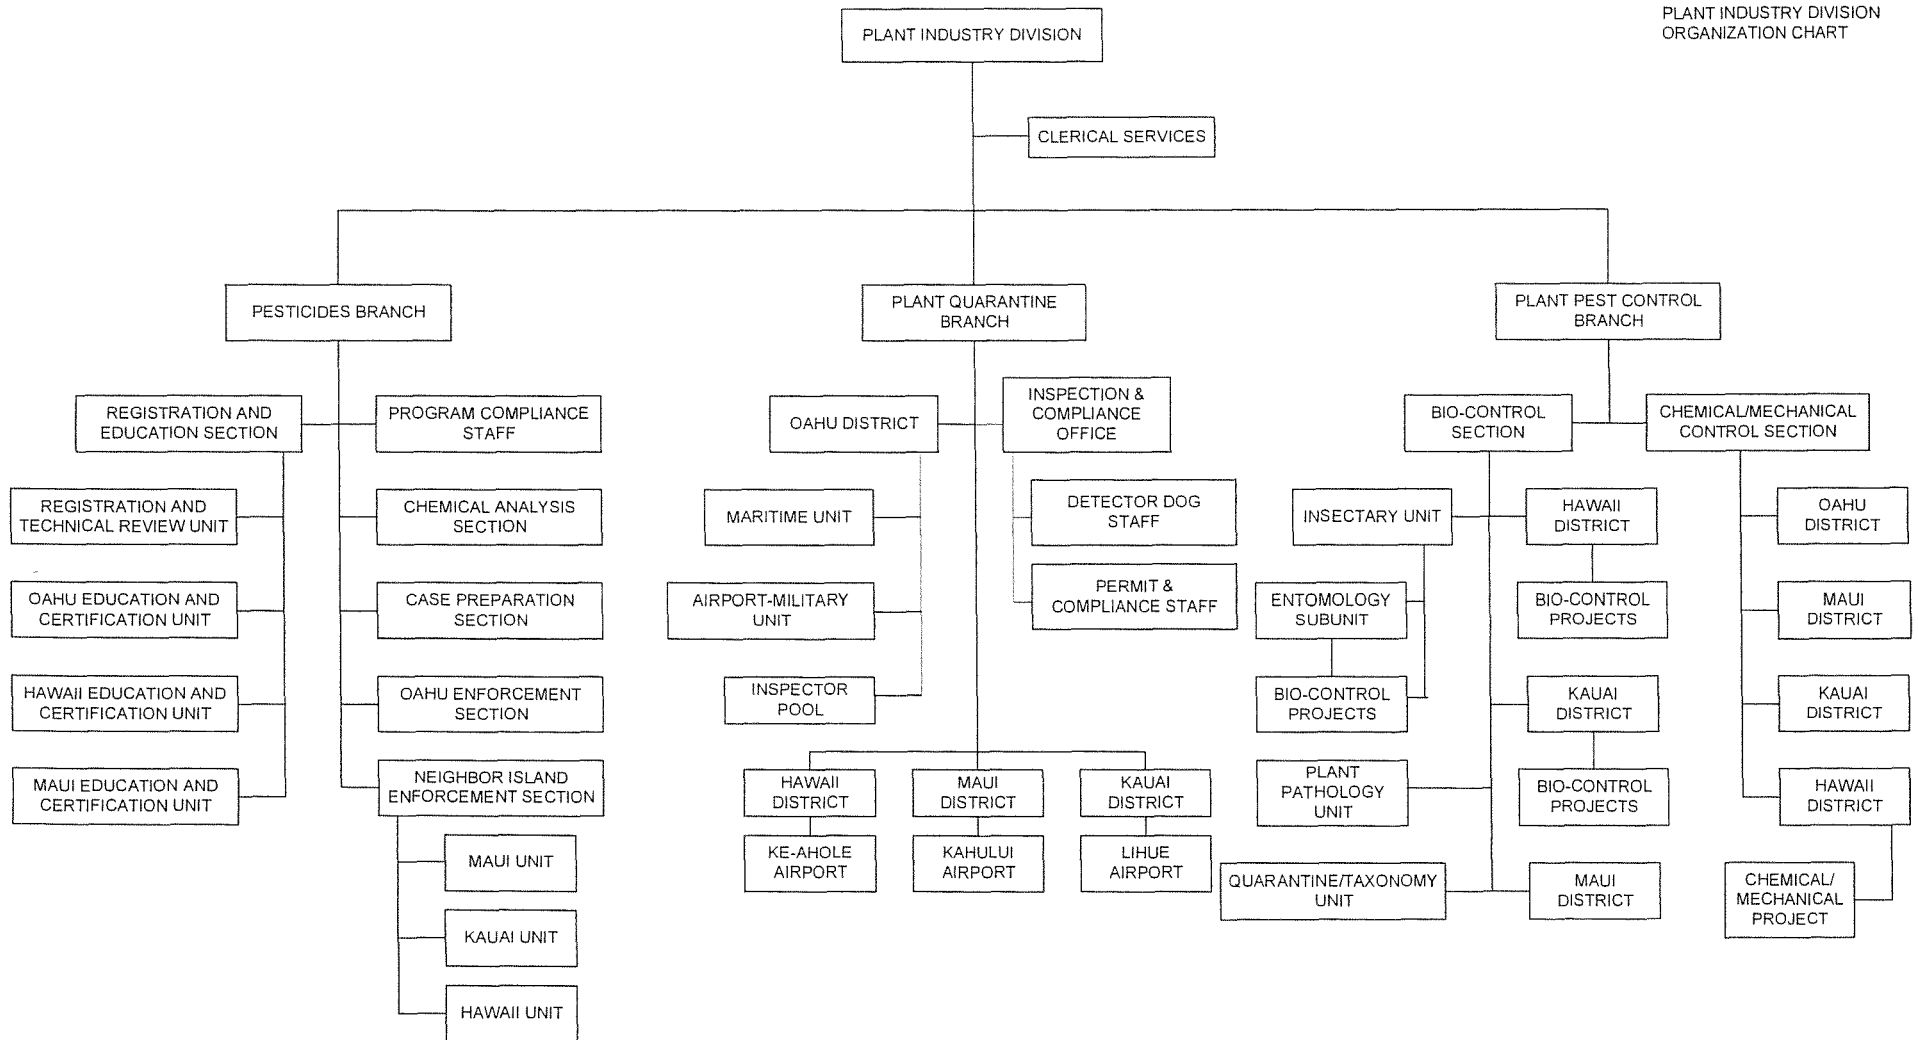 PLANT INDUSTRY DIVISION
ORGANIZATION CHART
PLANT INDUSTRY DIVISION
CLERICAL SERVICES
PESTICIDES BRANCH
PLANT QUARANTINE
BRANCH
PLANT PEST CONTROL
BRANCH
REGISTRATION AND
EDUCATION SECTION
PROGRAM COMPLIANCE
STAFF
REGISTRATION AND
TECHNICAL REVIEW UNIT
CHEMICAL ANALYSIS
SECTION
OAHU EDUCATION AND
CERTIFICATION UNIT
CASE PREPARATION
SECTION
HAWAII EDUCATION AND
CERTIFICATION UNIT
OAHU ENFORCEMENT
SECTION
MAUI EDUCATION AND
CERTIFICATION UNIT
NEIGHBOR ISLAND
ENFORCEMENT SECTION
MAUI UNIT
KAUAI UNIT
HAWAII UNIT
OAHU DISTRICT
INSPECTION &
COMPLIANCE
OFFICE
MARITIME UNIT
DETECTOR DOG
STAFF
AIRPORT-MILITARY
UNIT
PERMIT &
COMPLIANCE STAFF
INSPECTOR
POOL
HAWAII
DISTRICT
MAUI
DISTRICT
KAUAI
DISTRICT
KE-AHOLE
AIRPORT
KAHULUI
AIRPORT
LIHUE
AIRPORT
BIO-CONTROL
SECTION
CHEMICAL/MECHANICAL
CONTROL SECTION
INSECTARY UNIT
HAWAII
DISTRICT
ENTOMOLOGY
SUBUNIT
BIO-CONTROL
PROJECTS
BIO-CONTROL
PROJECTS
KAUAI
DISTRICT
PLANT
PATHOLOGY
UNIT
BIO-CONTROL
PROJECTS
QUARANTINE/TAXONOMY
UNIT
MAUI
DISTRICT
OAHU
DISTRICT
MAUI
DISTRICT
KAUAI
DISTRICT
HAWAII
DISTRICT
CHEMICAL/
MECHANICAL
PROJECT